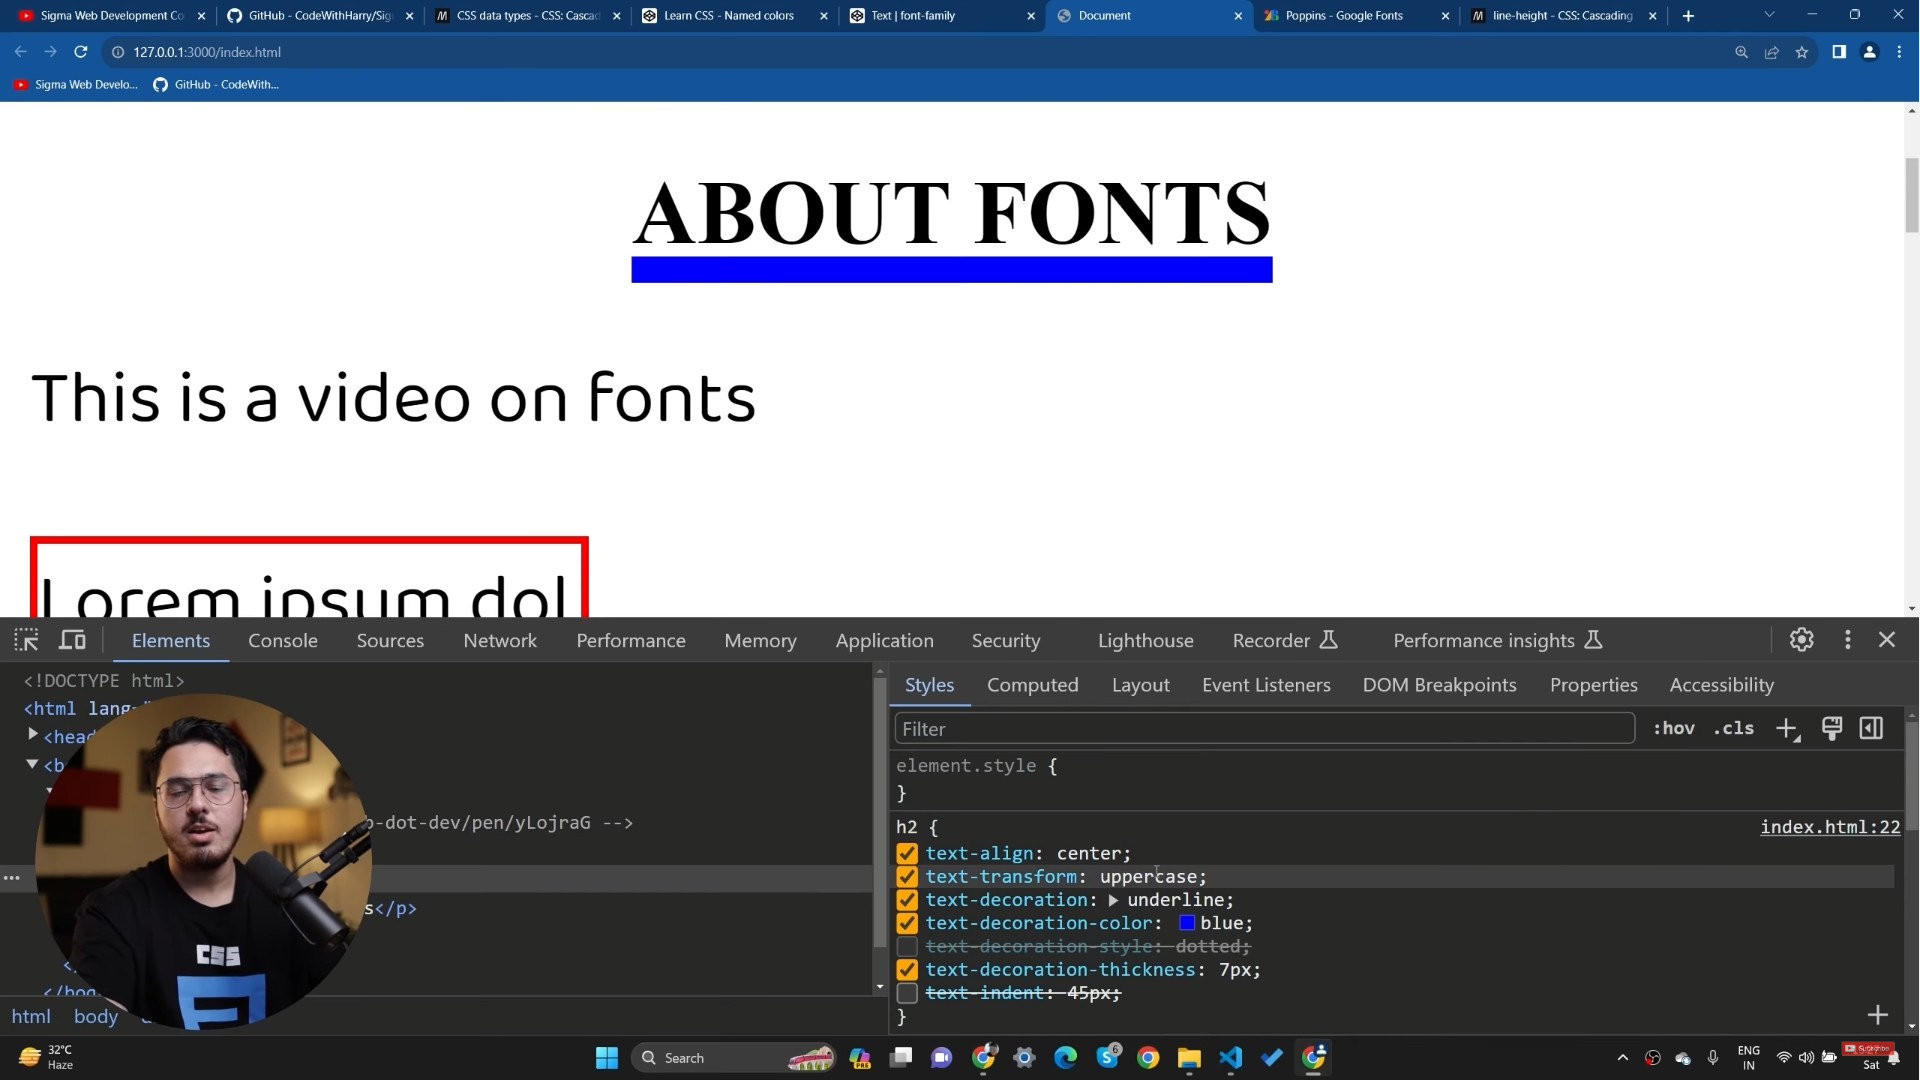 Sigma Web Development Co
GitHub - CodeWithHarry/Sig
CSS data types - CSS: Cascad
Learn CSS - Named colors
Text | font-family
Document
Poppins - Google Fonts
line-height - CSS: Cascading
127.0.0.1:3000/index.html
Sigma Web Develo...
GitHub - CodeWith...
ABOUT FONTS
This is a video on fonts
Lorem ipsum dol
Elements Console Sources Network Performance Memory Application Security Lighthouse Recorder Performance insights
<!DOCTYPE html>
<html lang=
<head
<b
b-dot-dev/pen/yLojraG -->
s</p>
</bod
html body
Styles Computed Layout Event Listeners DOM Breakpoints Properties Accessibility
Filter :hov .cls
element.style {
}
h2 { index.html:22
text-align: center;
text-transform: uppercase;
text-decoration: underline;
text-decoration-color: blue;
text-decoration-style: dotted;
text-decoration-thickness: 7px;
text-indent: 45px;
}
CSS
32°C
Haze
Search
PRE
6
ENG
IN
Subscribe
Sat